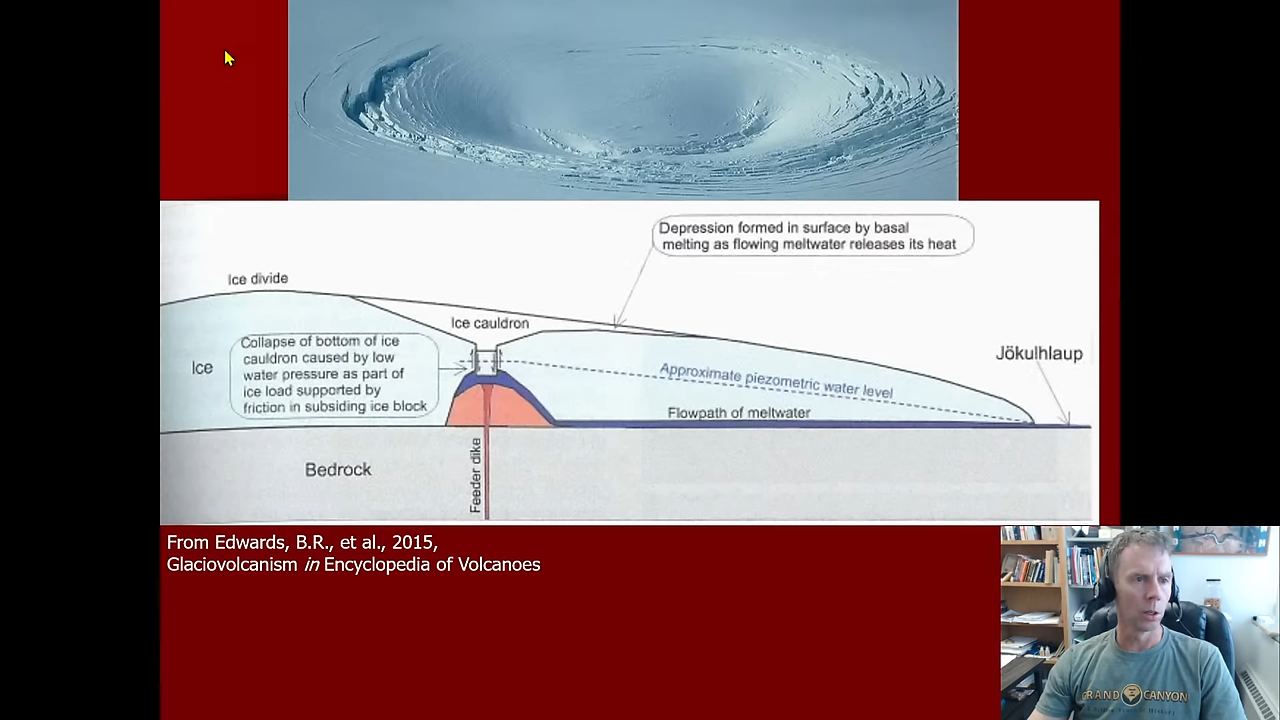 Depression formed in surface by basal
melting as flowing meltwater releases its heat
Ice divide
Ice cauldron
Collapse of bottom of ice
cauldron caused by low
water pressure as part of
ice load supported by
friction in subsiding ice block
Ice
Jökulhlaup
Approximate piezometric water level
Flowpath of meltwater
Bedrock
Feeder dike
From Edwards, B.R., et al., 2015,
Glaciovolcanism in Encyclopedia of Volcanoes
GRAND CANYON